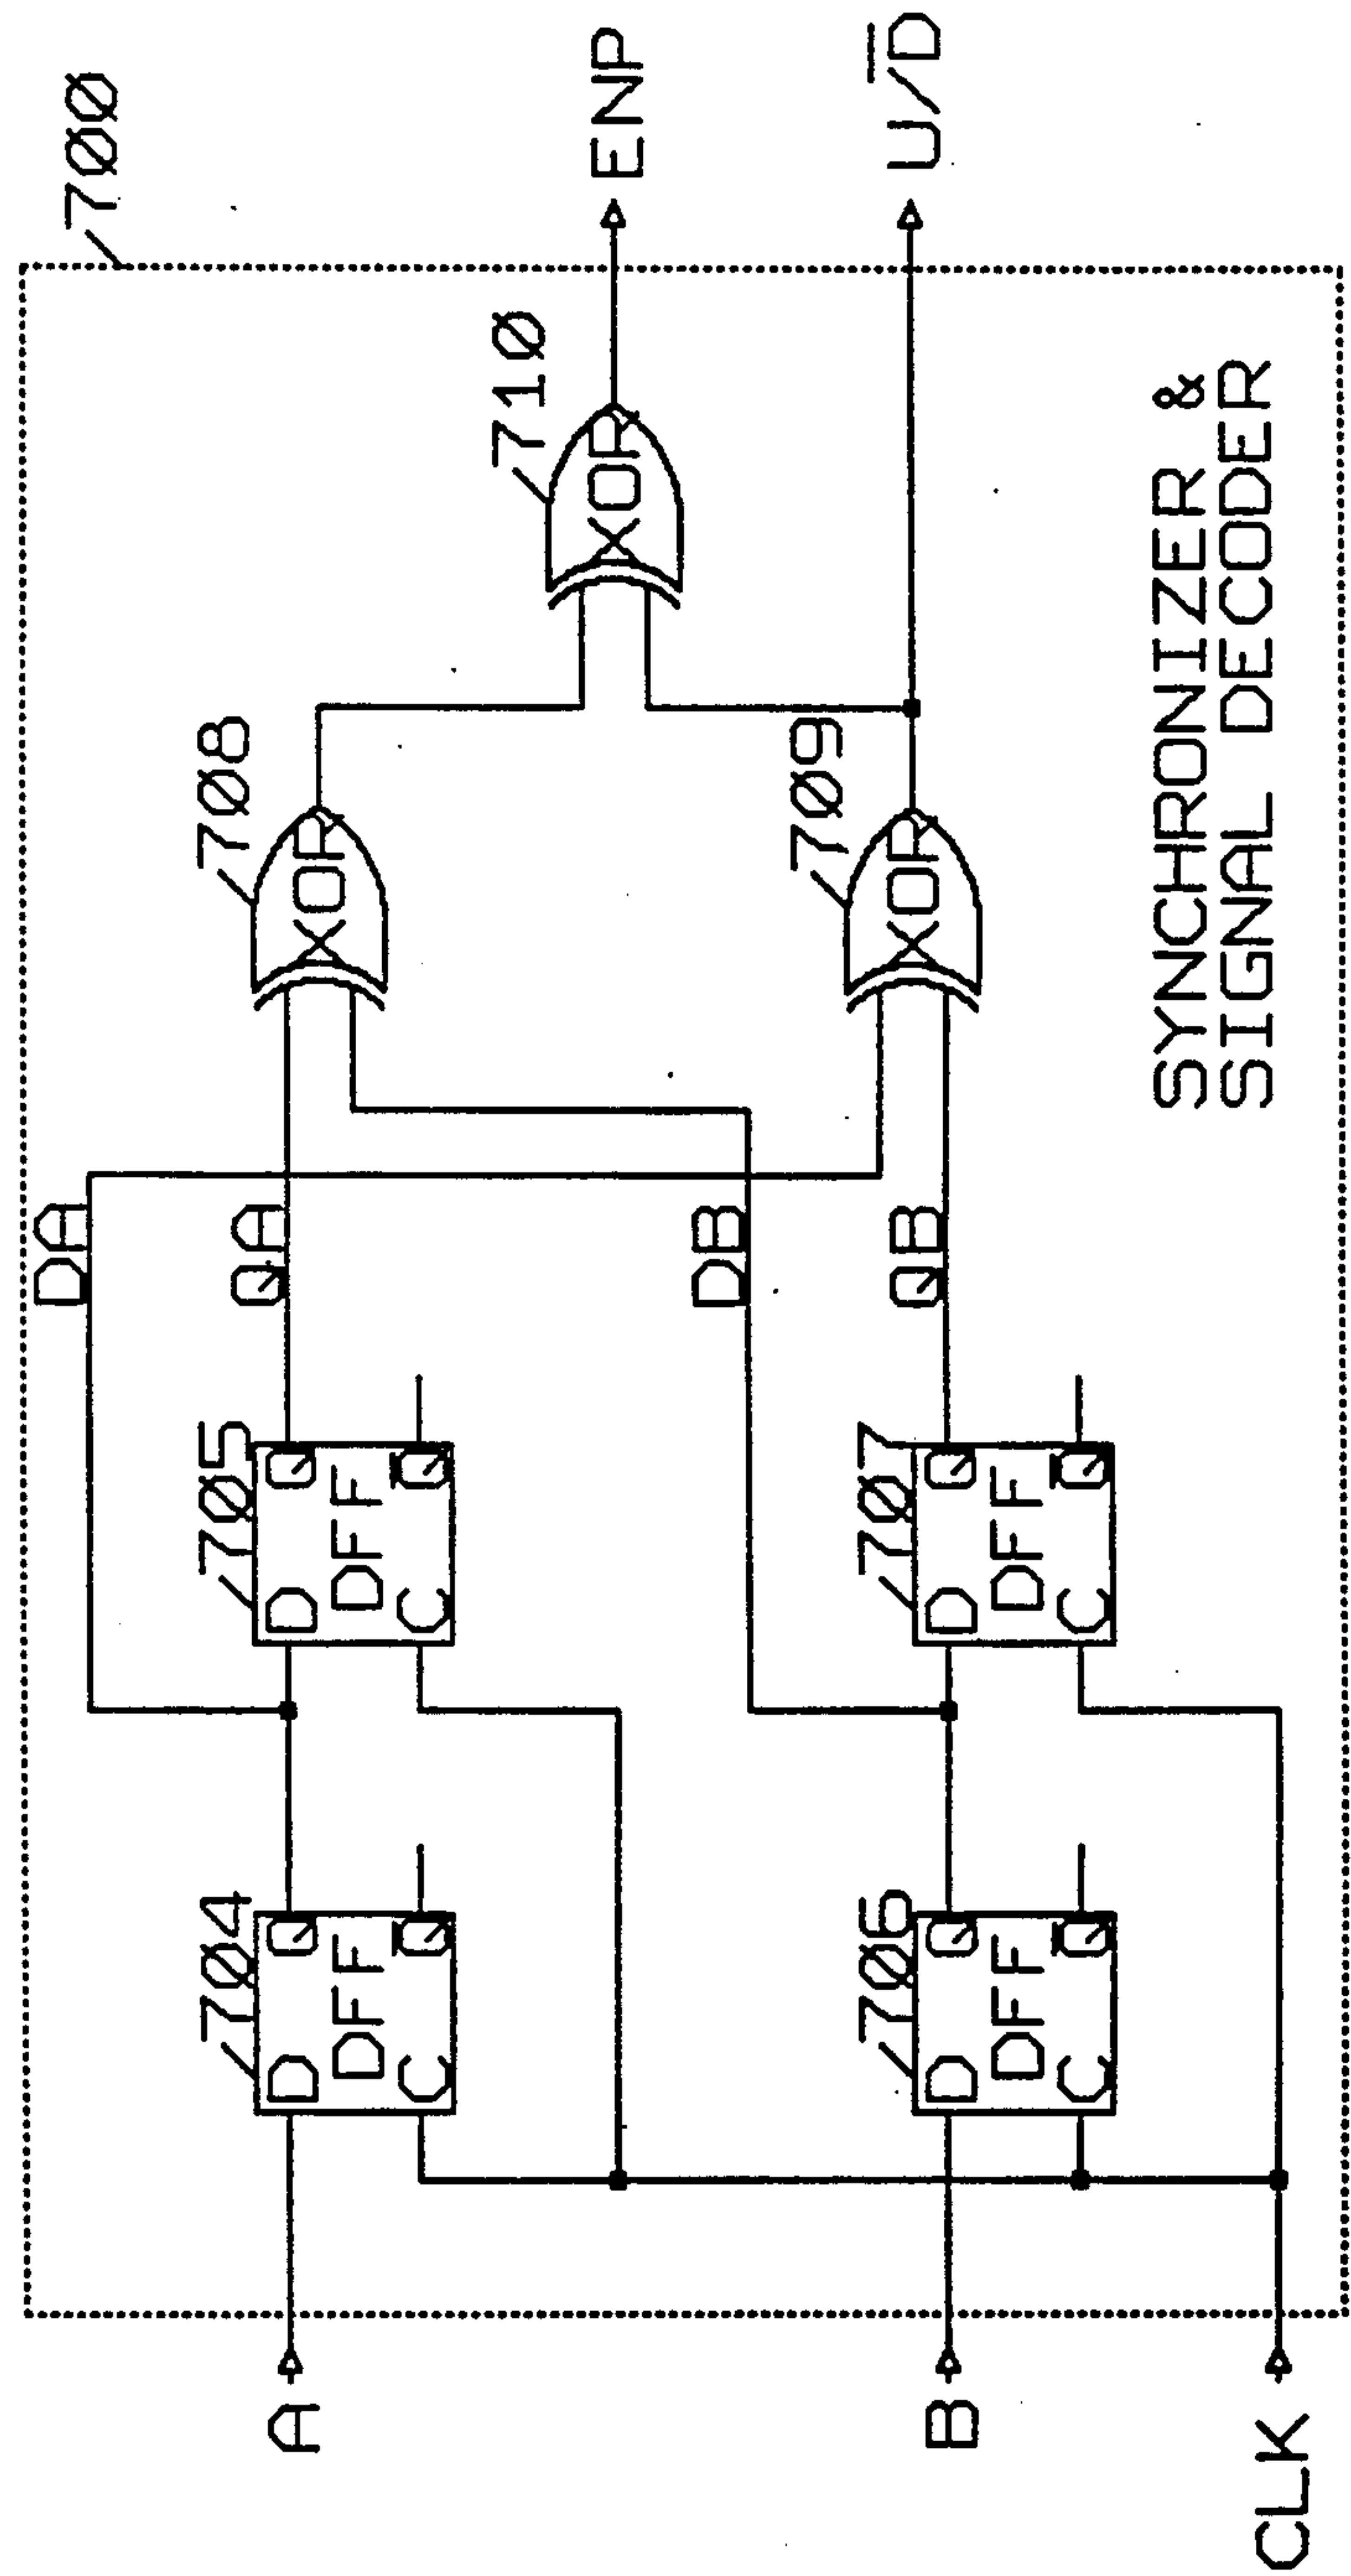 /700
A
B
CLK
/704
D
Q
DFF
C
Q̅
/705
D
Q
DFF
C
Q̅
/706
D
Q
DFF
C
Q̅
/707
D
Q
DFF
C
Q̅
DA
QA
DB
QB
/708
XOR
/709
XOR
/710
XOR
ENP
U/D̅
SYNCHRONIZER &
SIGNAL DECODER